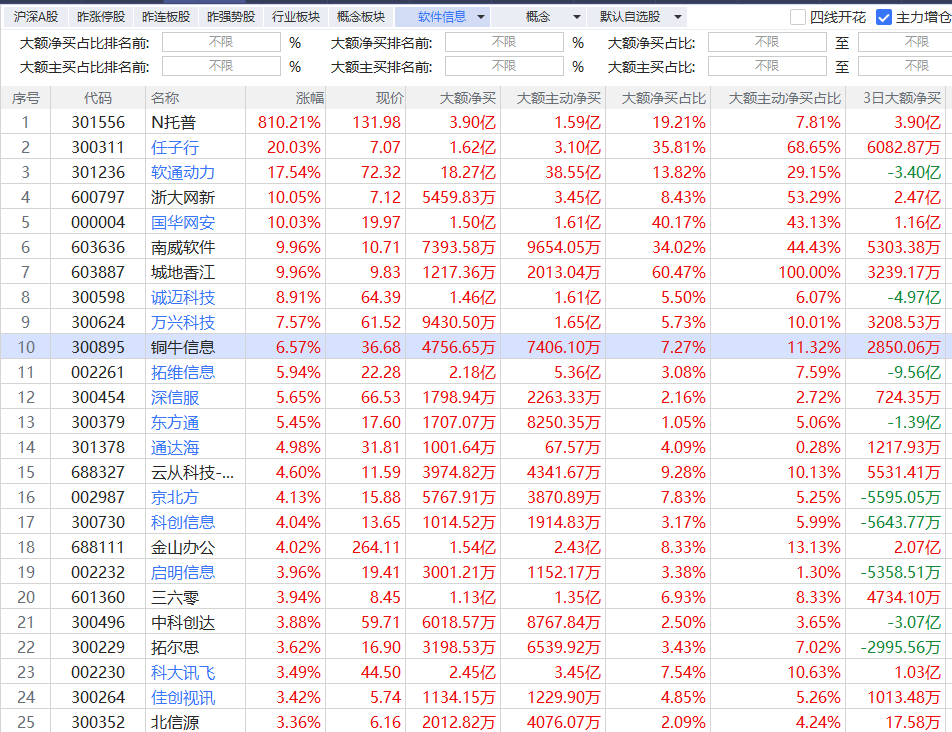 沪深A股 昨涨停股 昨连板股 昨强势股 行业板块 概念板块 软件信息 概念 默认自选股 四线开花 主力增仓
大额净买占比排名前: 不限 % 大额净买排名前: 不限 % 大额净买占比: 不限 至 不限
大额主买占比排名前: 不限 % 大额主买排名前: 不限 % 大额主买占比: 不限 至 不限
序号 代码 名称 涨幅 现价 大额净买 大额主动净买 大额净买占比 大额主动净买占比 3日大额净买
1 301556 N托普 810.21% 131.98 3.90亿 1.59亿 19.21% 7.81% 3.90亿
2 300311 任子行 20.03% 7.07 1.62亿 3.10亿 35.81% 68.65% 6082.87万
3 301236 软通动力 17.54% 72.32 18.27亿 38.55亿 13.82% 29.15% -3.40亿
4 600797 浙大网新 10.05% 7.12 5459.83万 3.45亿 8.43% 53.29% 2.47亿
5 000004 国华网安 10.03% 19.97 1.50亿 1.61亿 40.17% 43.13% 1.16亿
6 603636 南威软件 9.96% 10.71 7393.58万 9654.05万 34.02% 44.43% 5303.38万
7 603887 城地香江 9.96% 9.83 1217.36万 2013.04万 60.47% 100.00% 3239.17万
8 300598 诚迈科技 8.91% 64.39 1.46亿 1.61亿 5.50% 6.07% -4.97亿
9 300624 万兴科技 7.57% 61.52 9430.50万 1.65亿 5.73% 10.01% 3208.53万
10 300895 铜牛信息 6.57% 36.68 4756.65万 7406.10万 7.27% 11.32% 2850.06万
11 002261 拓维信息 5.94% 22.28 2.18亿 5.36亿 3.08% 7.59% -9.56亿
12 300454 深信服 5.65% 66.53 1798.94万 2263.33万 2.16% 2.72% 724.35万
13 300379 东方通 5.45% 17.60 1707.07万 8250.35万 1.05% 5.06% -1.39亿
14 301378 通达海 4.98% 31.81 1001.64万 67.57万 4.09% 0.28% 1217.93万
15 688327 云从科技-... 4.60% 11.59 3974.82万 4341.67万 9.28% 10.13% 5531.41万
16 002987 京北方 4.13% 15.88 5767.91万 3870.89万 7.83% 5.25% -5595.05万
17 300730 科创信息 4.04% 13.65 1014.52万 1914.83万 3.17% 5.99% -5643.77万
18 688111 金山办公 4.02% 264.11 1.54亿 2.43亿 8.33% 13.13% 2.07亿
19 002232 启明信息 3.96% 19.41 3001.21万 1152.17万 3.38% 1.30% -5358.51万
20 601360 三六零 3.94% 8.45 1.13亿 1.35亿 6.93% 8.33% 4734.10万
21 300496 中科创达 3.88% 59.71 6018.57万 8767.84万 2.50% 3.65% -3.07亿
22 300229 拓尔思 3.62% 16.90 3198.53万 6539.92万 3.43% 7.02% -2995.56万
23 002230 科大讯飞 3.49% 44.50 2.45亿 3.45亿 7.54% 10.63% 1.03亿
24 300264 佳创视讯 3.42% 5.74 1134.15万 1229.90万 4.85% 5.26% 1013.48万
25 300352 北信源 3.36% 6.16 2012.82万 4076.07万 2.09% 4.24% 17.58万